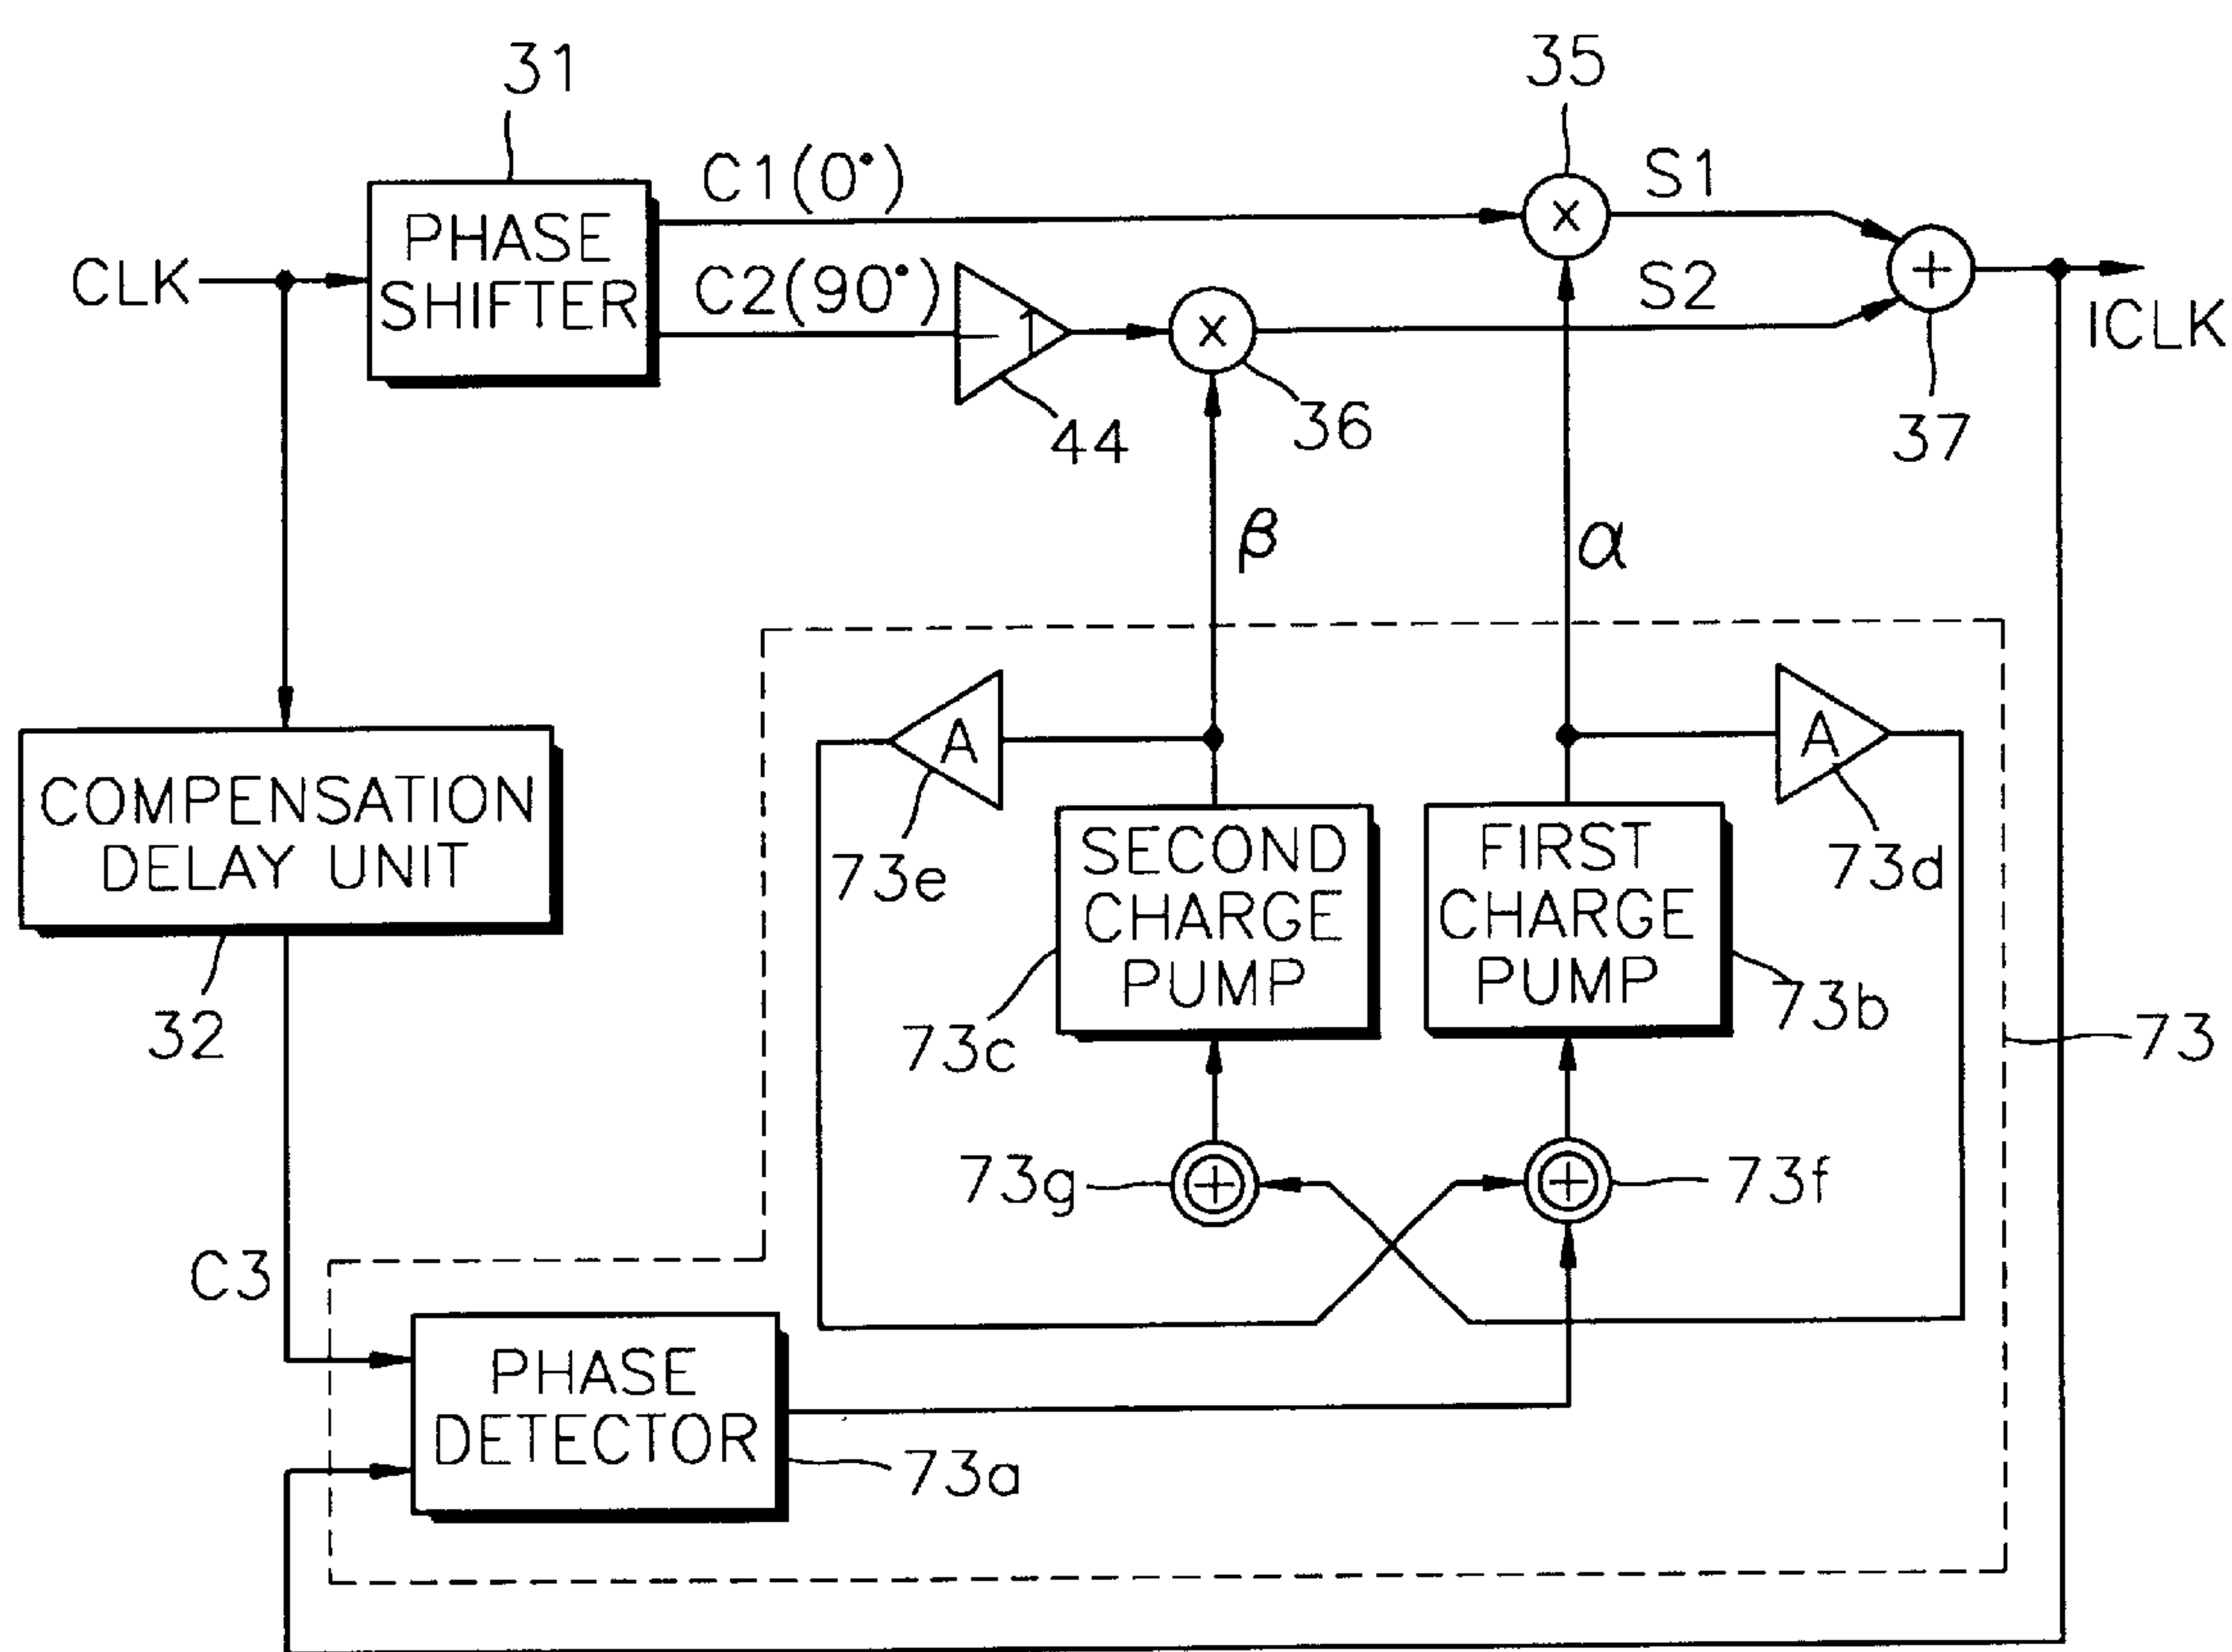 31
35
C1(0°)
S1
PHASE
SHIFTER
CLK
C2(90°)
-1
×
×
S2
+
ICLK
44
36
37
β
α
A
A
COMPENSATION
DELAY UNIT
73e
SECOND
CHARGE
PUMP
FIRST
CHARGE
PUMP
73d
73b
32
73c
73
73g
+
+
73f
C3
PHASE
DETECTOR
73a